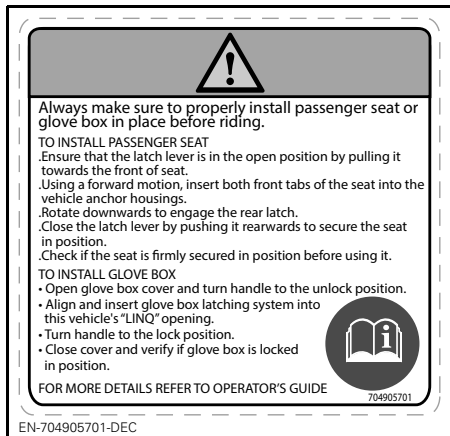 Always make sure to properly install passenger seat or
glove box in place before riding.
TO INSTALL PASSENGER SEAT
.Ensure that the latch lever is in the open position by pulling it
towards the front of seat.
.Using a forward motion, insert both front tabs of the seat into the
vehicle anchor housings.
.Rotate downwards to engage the rear latch.
.Close the latch lever by pushing it rearwards to secure the seat
in position.
.Check if the seat is firmly secured in position before using it.
TO INSTALL GLOVE BOX
• Open glove box cover and turn handle to the unlock position.
• Align and insert glove box latching system into
this vehicle's “LINQ” opening.
• Turn handle to the lock position.
• Close cover and verify if glove box is locked
in position.
FOR MORE DETAILS REFER TO OPERATOR'S GUIDE
704905701
EN-704905701-DEC